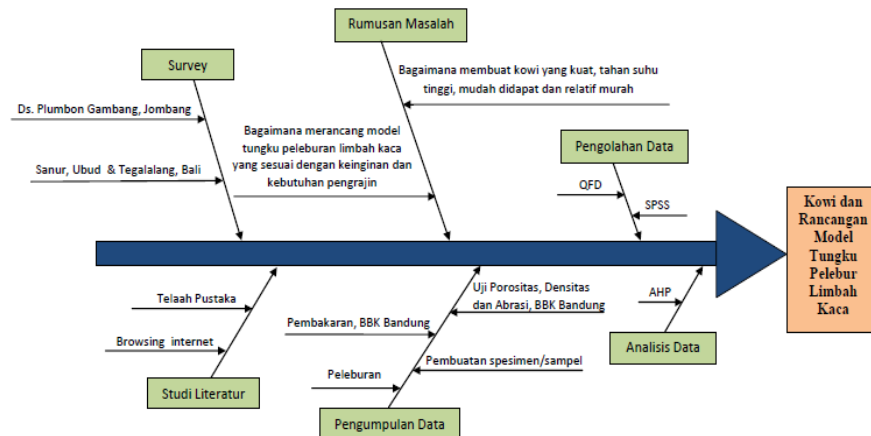 Rumusan Masalah
Survey
Bagaimana membuat kowi yang kuat, tahan suhu
tinggi, mudah didapat dan relatif murah
Ds. Plumbon Gambang, Jombang
Bagaimana merancang model
tungku peleburan limbah kaca
yang sesuai dengan keinginan dan
kebutuhan pengrajin
Sanur, Ubud & Tegalalang, Bali
Pengolahan Data
QFD
SPSS
Kowi dan
Rancangan
Model
Tungku
Pelebur
Limbah
Kaca
Telaah Pustaka
Browsing internet
Studi Literatur
Uji Porositas, Densitas
dan Abrasi, BBK Bandung
Pembakaran, BBK Bandung
Pembuatan spesimen/sampel
Peleburan
Pengumpulan Data
AHP
Analisis Data